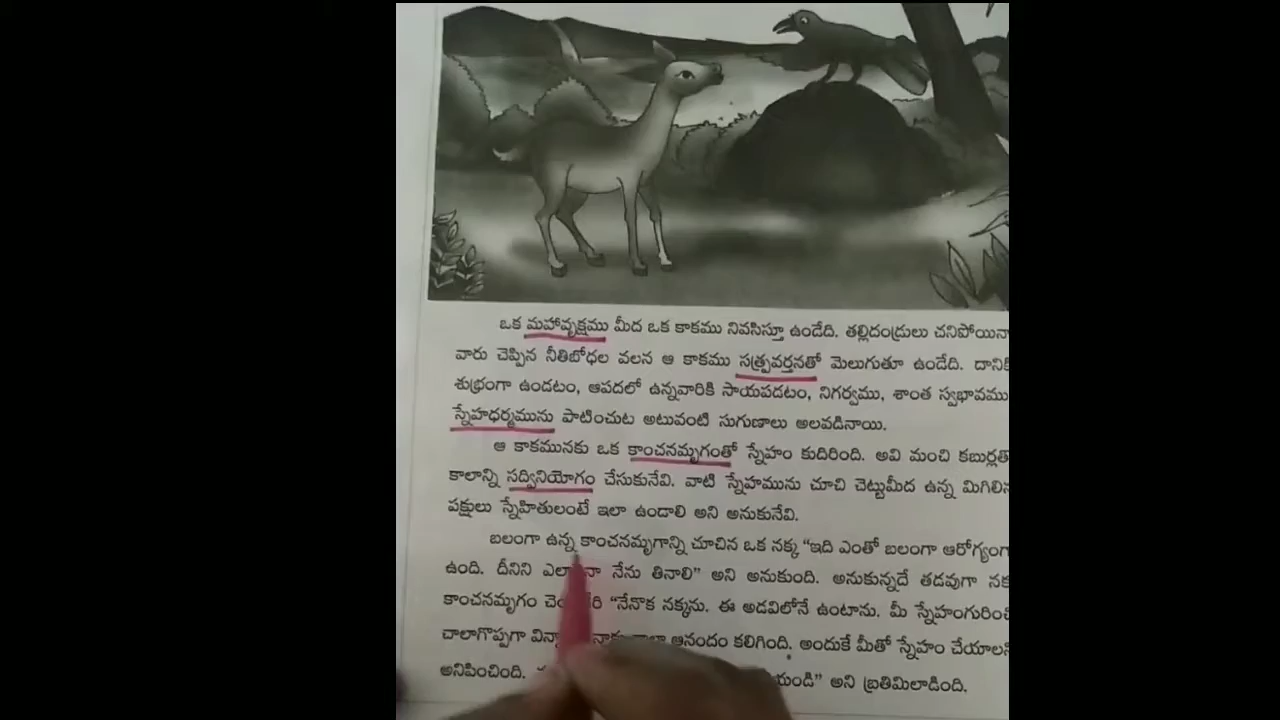 ఒక మహావృక్షము మీద ఒక కాకము నివసిస్తూ ఉండేది. తల్లిదండ్రులు చనిపోయినా
వారు చెప్పిన నీతిబోధల వలన ఆ కాకము సత్ప్రవర్తనతో మెలుగుతూ ఉండేది. దానికి
శుభ్రంగా ఉండటం, ఆపదలో ఉన్నవారికి సాయపడటం, నిగర్వము, శాంత స్వభావము
స్నేహధర్మమును పాటించుట అటువంటి సుగుణాలు అలవడినాయి.
ఆ కాకమునకు ఒక కాంచనమృగంతో స్నేహం కుదిరింది. అవి మంచి కబుర్లతో
కాలాన్ని సద్వినియోగం చేసుకునేవి. వాటి స్నేహమును చూచి చెట్టుమీద ఉన్న మిగిలిన
పక్షులు స్నేహితులంటే ఇలా ఉండాలి అని అనుకునేవి.
బలంగా ఉన్న కాంచనమృగాన్ని చూచిన ఒక నక్క "ఇది ఎంతో బలంగా ఆరోగ్యంగా
ఉంది. దీనిని నేను తినాలి" అని అనుకుంది. అనుకున్నదే తడవుగా
కాంచనమృగం "నేనొక నక్కను. ఈ అడవిలోనే ఉంటాను. మీ
చాలాగొప్పగా ఆనందం కలిగింది. అందుకే మీతో స్నేహం
అనిపించింది. అని బ్రతిమిలాడింది.